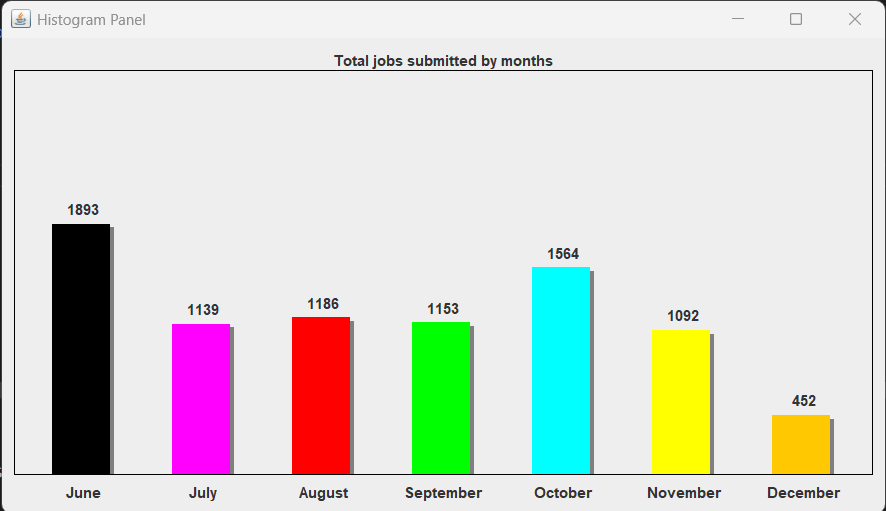 Histogram Panel
Total jobs submitted by months
1893
1139
1186
1153
1564
1092
452
June July August September October November December